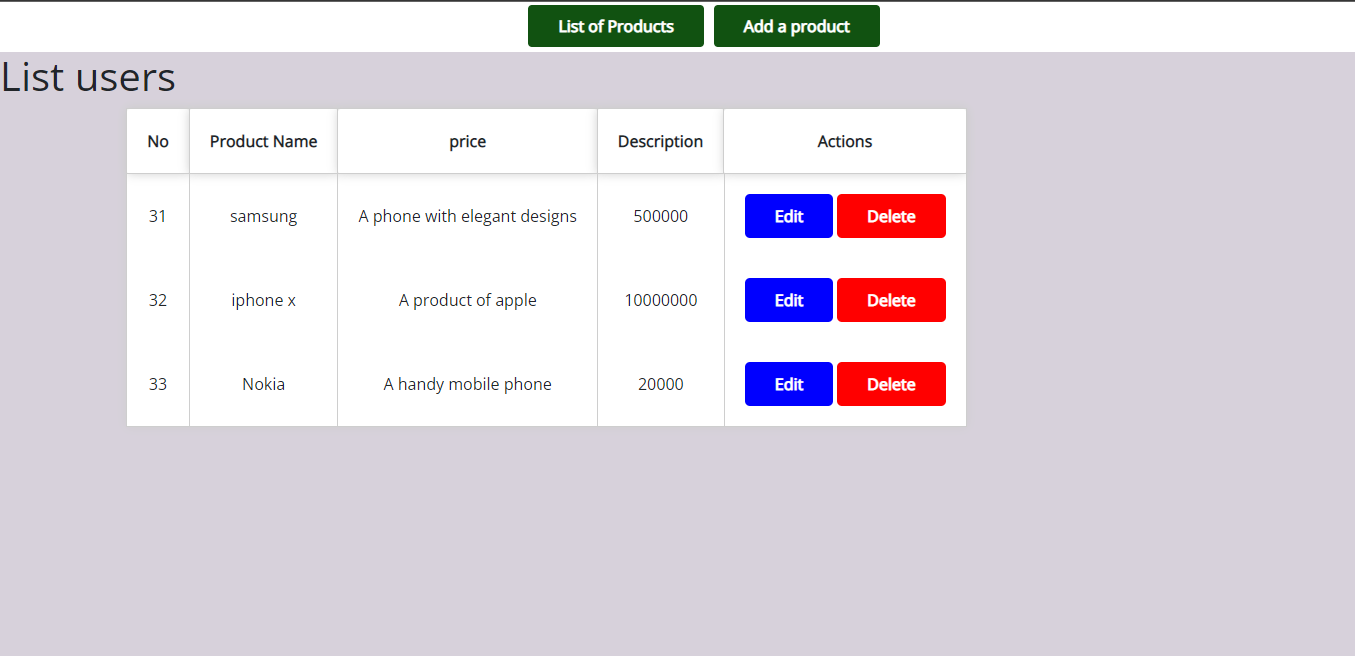 List of Products Add a product
List users
No Product Name price Description Actions
31 samsung A phone with elegant designs 500000 Edit Delete
32 iphone x A product of apple 10000000 Edit Delete
33 Nokia A handy mobile phone 20000 Edit Delete